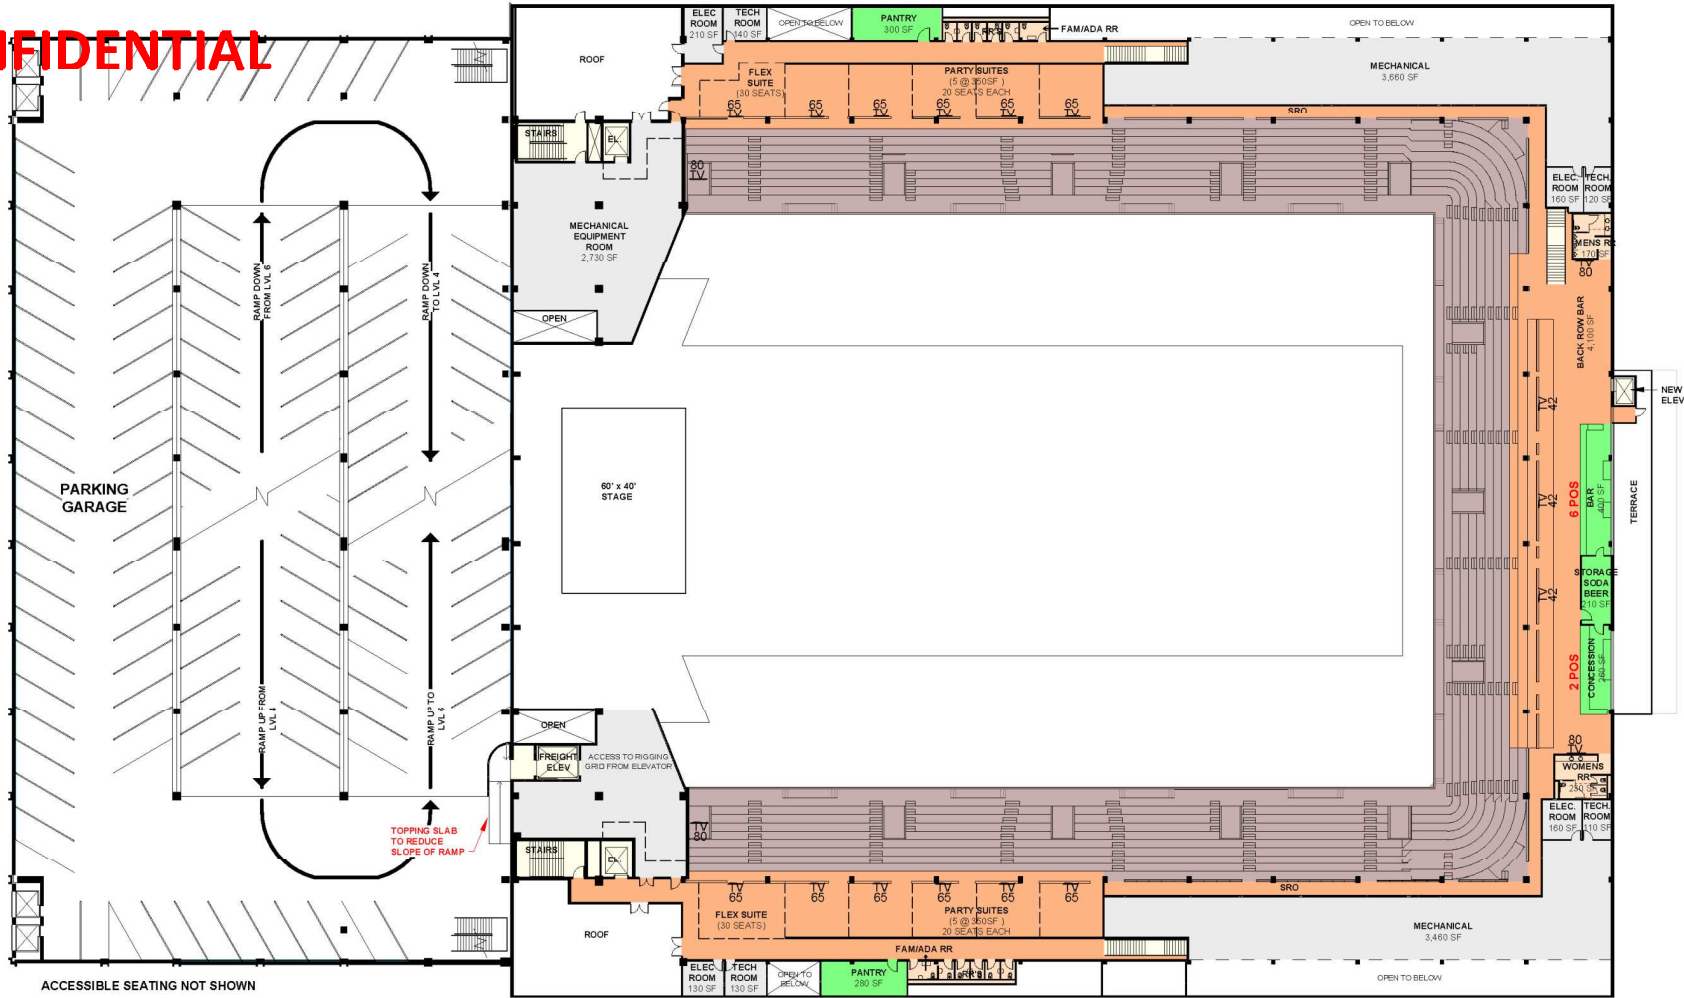 NFIDENTIAL
ELEC
ROOM
210 SF
TECH
ROOM
140 SF
OPEN TO BELOW
PANTRY
300 SF
RR'S
FAM/ADA RR
OPEN TO BELOW
ROOF
FLEX
SUITE
(30 SEATS)
PARTY SUITES
(5 @ 350SF )
20 SEATS EACH
MECHANICAL
3,660 SF
65
TV
65
TV
65
TV
65
TV
65
TV
65
TV
SRO
STAIRS
EL.
80
TV
ELEC.
ROOM
160 SF
TECH.
ROOM
120 SF
MECHANICAL
EQUIPMENT
ROOM
2,730 SF
MENS RR
170 SF
TV
80
RAMP DOWN
FROM LVL 6
RAMP DOWN
TO LVL 4
OPEN
BACK ROW BAR
4,100 SF
NEW
ELEV
TV
42
PARKING
GARAGE
60' x 40'
STAGE
TV
42
6 POS
BAR
400 SF
TERRACE
STORAGE
SODA
BEER
210 SF
TV
42
2 POS
CONCESSION
260 SF
RAMP UP FROM
LVL 4
RAMP UP TO
LVL 6
OPEN
FREIGHT
ELEV
ACCESS TO RIGGING
GRID FROM ELEVATOR
80
TV
WOMENS
RR
250 SF
TOPPING SLAB
TO REDUCE
SLOPE OF RAMP
TV
80
ELEC.
ROOM
160 SF
TECH.
ROOM
110 SF
STAIRS
EL.
TV
65
TV
65
TV
65
TV
65
TV
65
TV
65
SRO
FLEX SUITE
(30 SEATS)
PARTY SUITES
(5 @ 350SF )
20 SEATS EACH
ROOF
MECHANICAL
3,460 SF
FAM/ADA RR
ELEC
ROOM
130 SF
TECH
ROOM
130 SF
OPEN TO
BELOW
PANTRY
280 SF
RR'S
OPEN TO BELOW
ACCESSIBLE SEATING NOT SHOWN